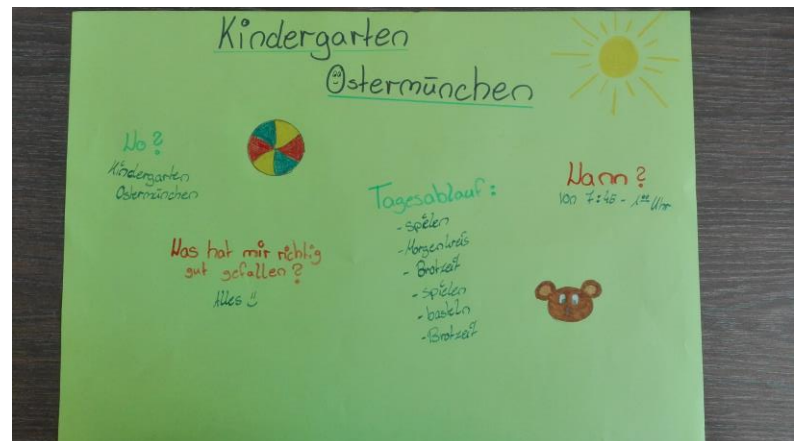 Kindergarten
Ostermünchen
Wo?
Kindergarten
Ostermünchen
Was hat mir richtig
gut gefallen?
Alles
Tagesablauf:
- spielen
- Morgenkreis
- Brotzeit
- spielen
- basteln
- Brotzeit
Wann?
von 7:45 - 1⁰⁰ Uhr